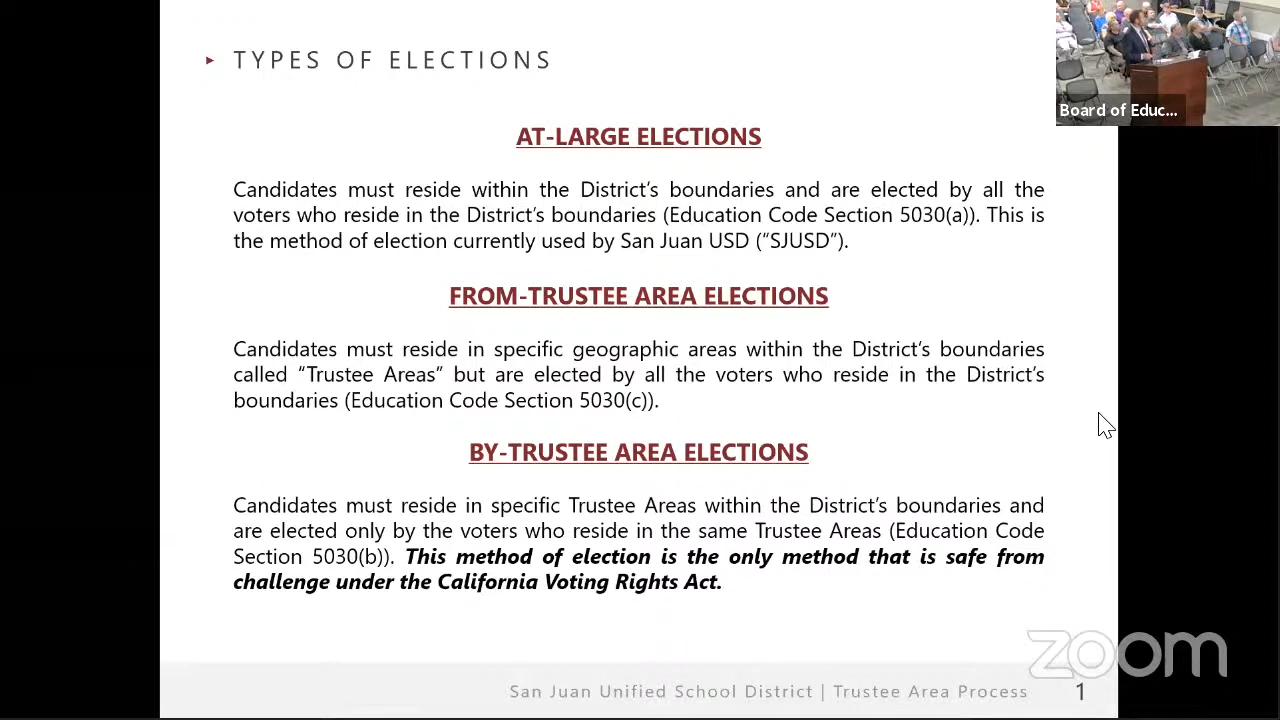 TYPES OF ELECTIONS
Board of Educ...
AT-LARGE ELECTIONS
Candidates must reside within the District's boundaries and are elected by all the
voters who reside in the District's boundaries (Education Code Section 5030(a)). This is
the method of election currently used by San Juan USD ("SJUSD").
FROM-TRUSTEE AREA ELECTIONS
Candidates must reside in specific geographic areas within the District's boundaries
called "Trustee Areas" but are elected by all the voters who reside in the District's
boundaries (Education Code Section 5030(c)).
BY-TRUSTEE AREA ELECTIONS
Candidates must reside in specific Trustee Areas within the District's boundaries and
are elected only by the voters who reside in the same Trustee Areas (Education Code
Section 5030(b)). This method of election is the only method that is safe from
challenge under the California Voting Rights Act.
zoom
San Juan Unified School District | Trustee Area Process
1